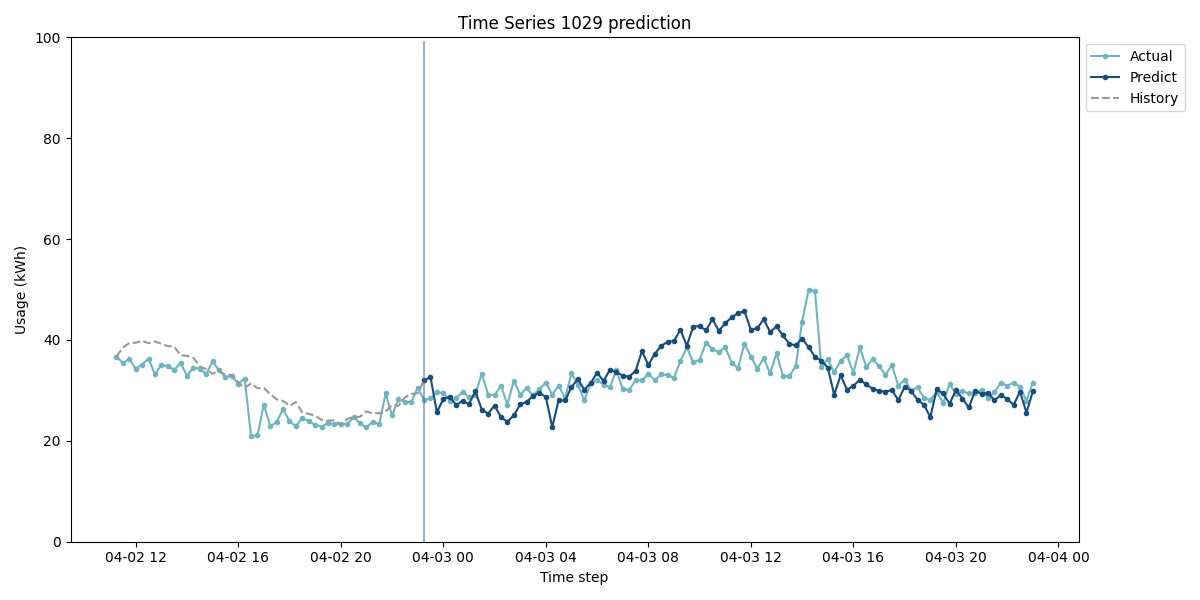 Time Series 1029 prediction
Usage (kWh)
100
80
60
40
20
0
04-02 12
04-02 16
04-02 20
04-03 00
04-03 04
04-03 08
04-03 12
04-03 16
04-03 20
04-04 00
Time step
Actual
Predict
History